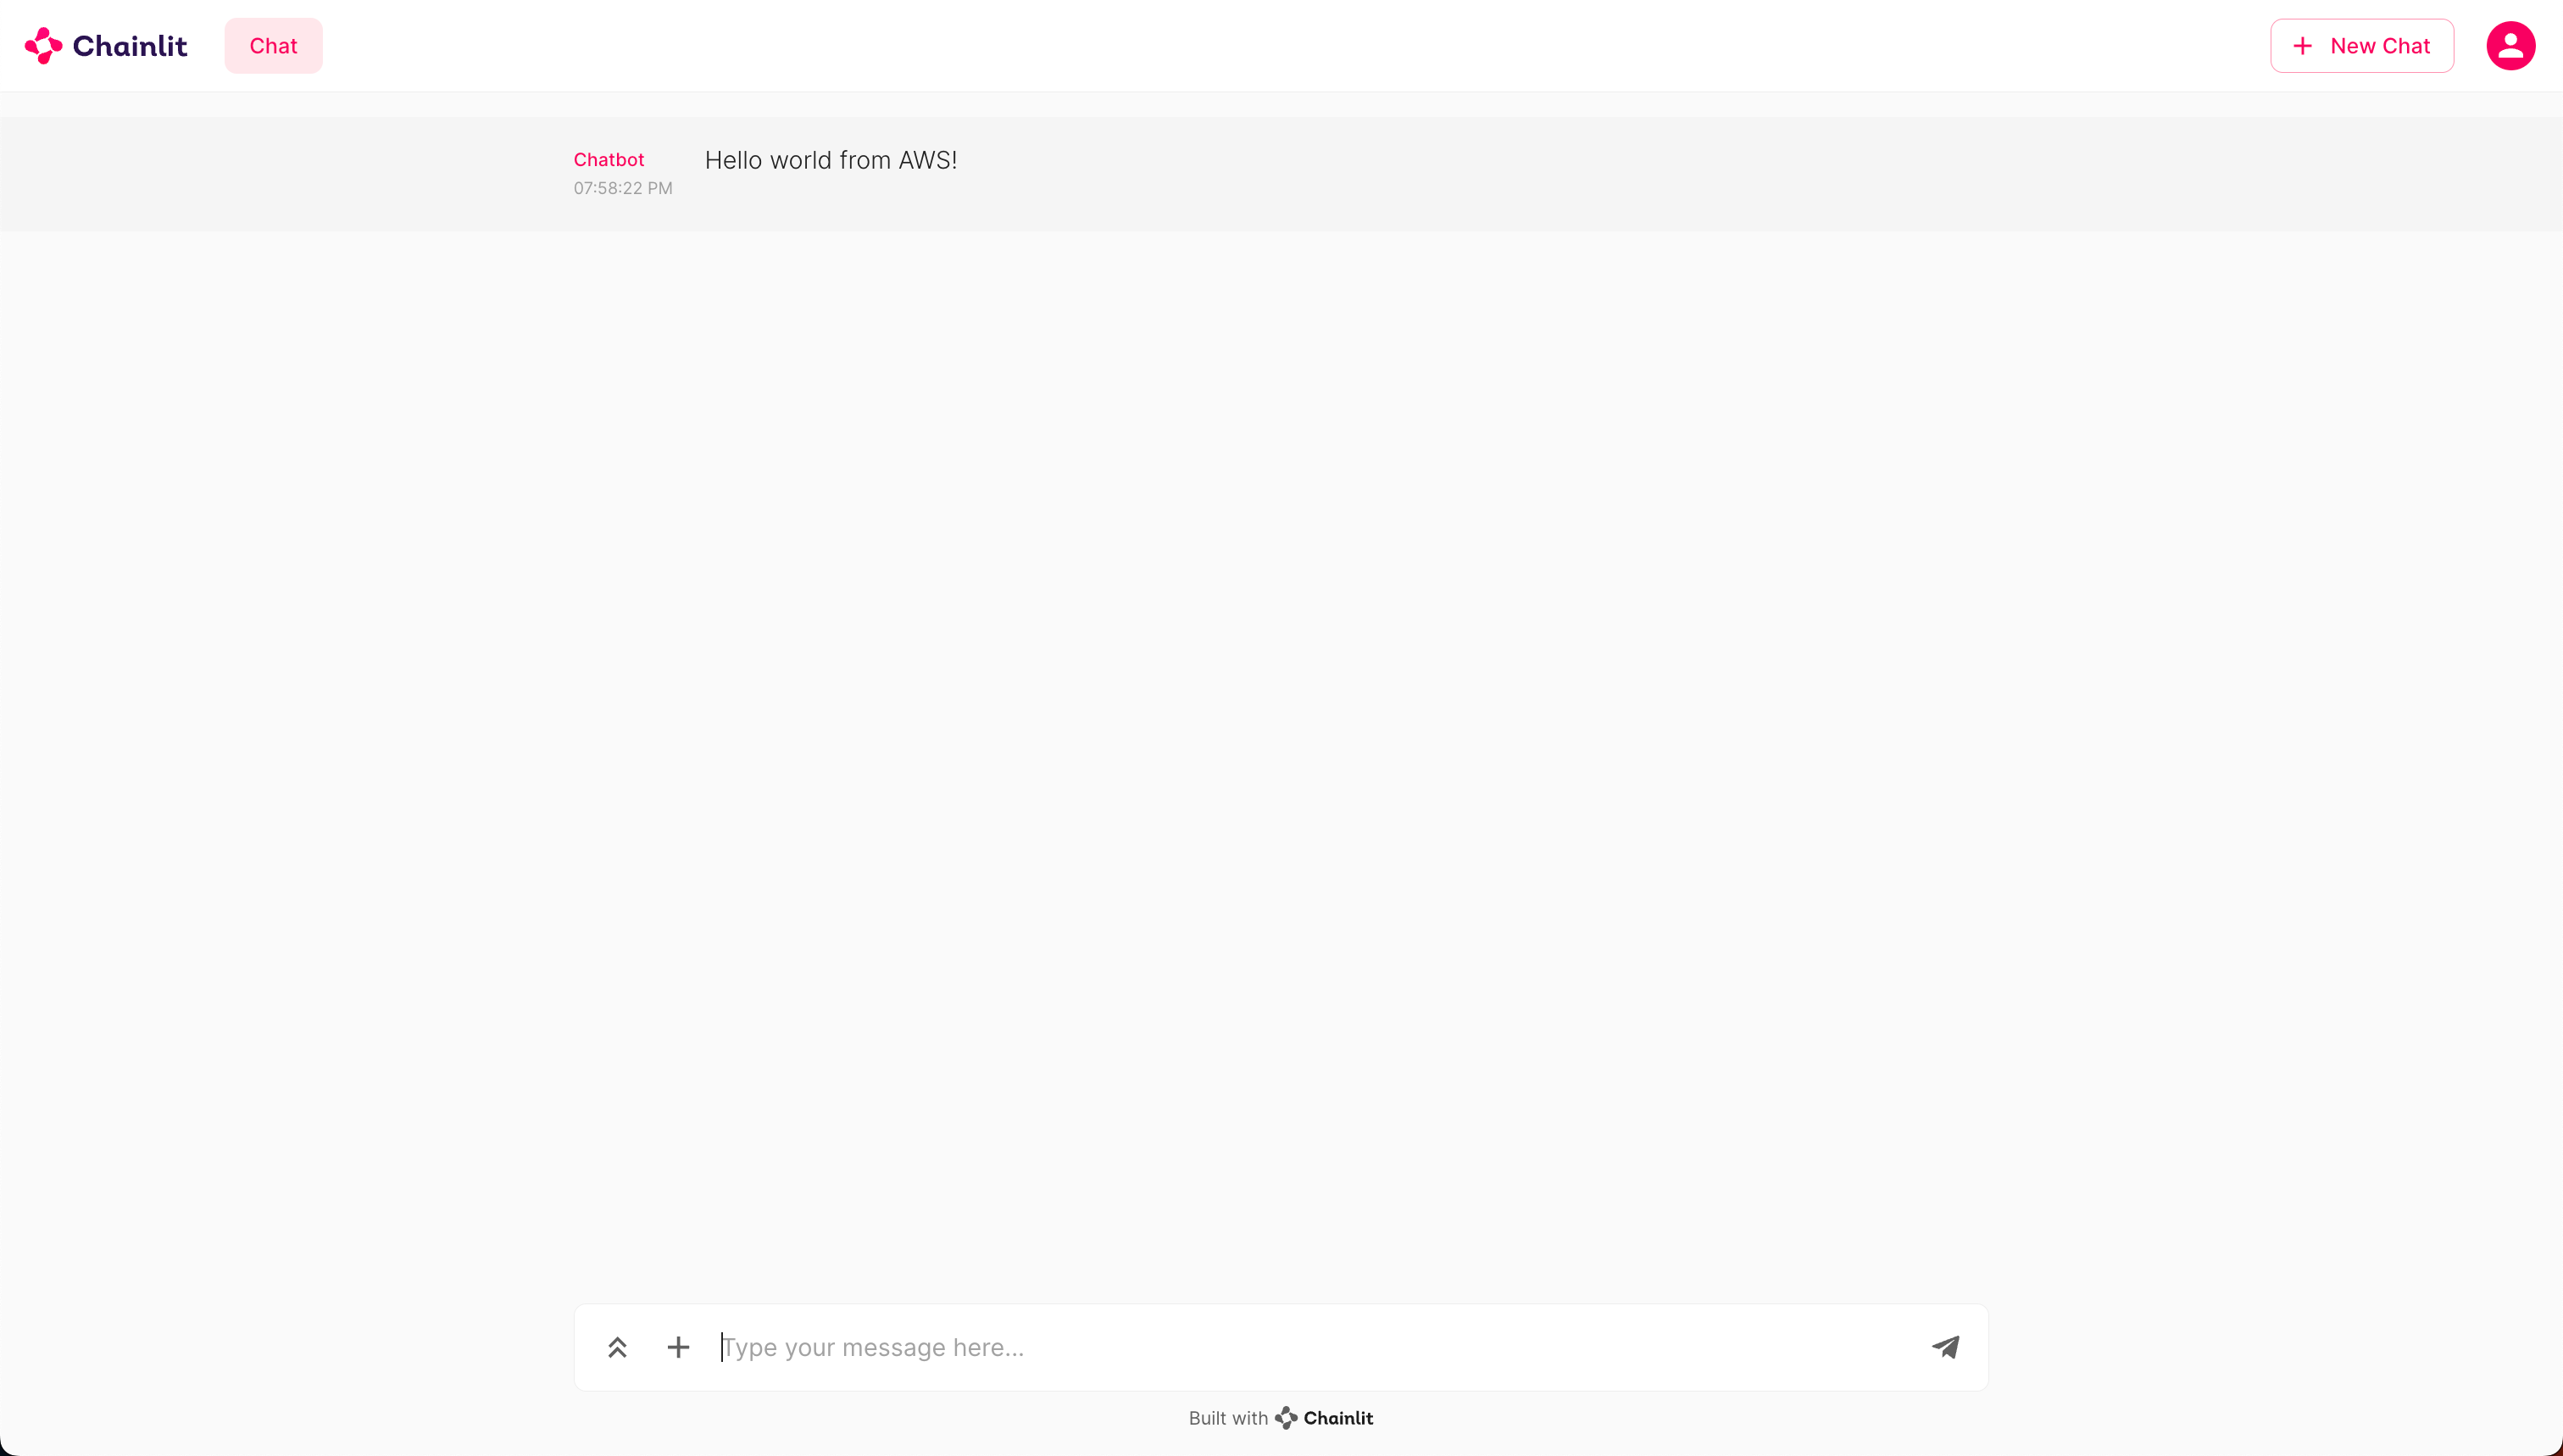 Chainlit
Chat
New Chat
Chatbot
Hello world from AWS!
07:58:22 PM
Type your message here...
Built with Chainlit